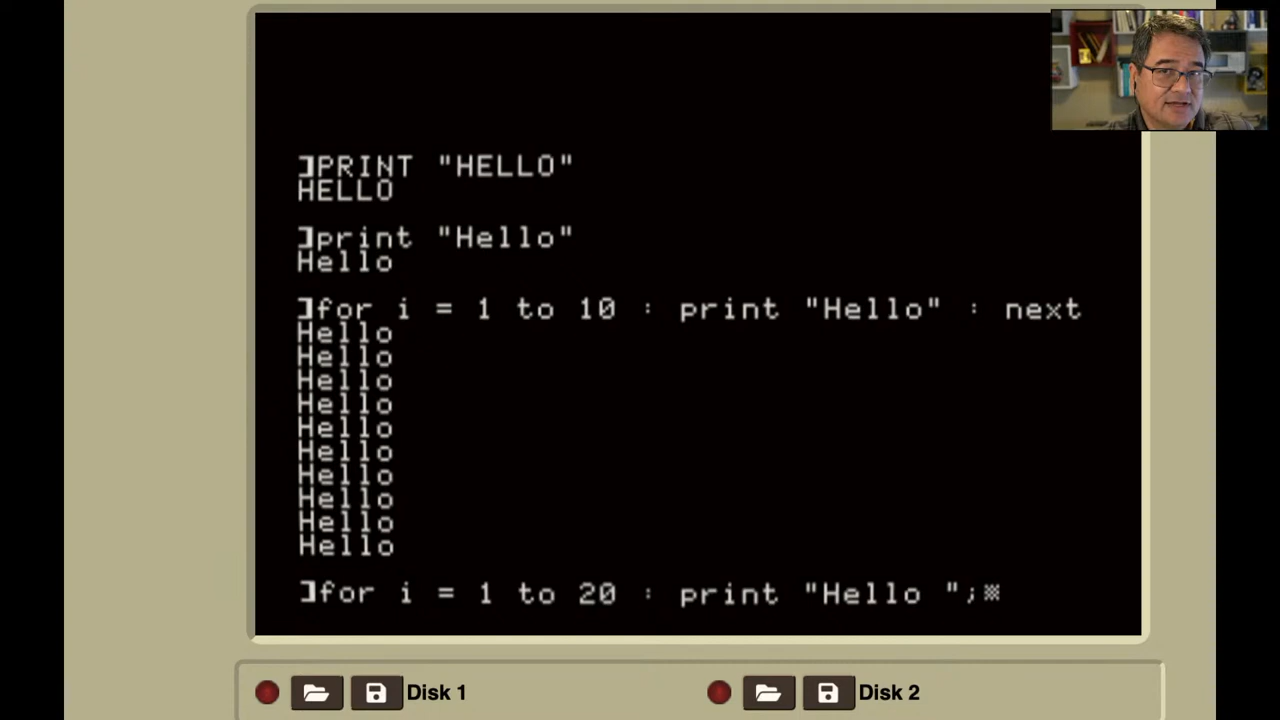 ]PRINT "HELLO"
HELLO
]print "Hello"
Hello
]for i = 1 to 10 : print "Hello" : next
Hello
Hello
Hello
Hello
Hello
Hello
Hello
Hello
Hello
Hello
]for i = 1 to 20 : print "Hello ";
Disk 1
Disk 2